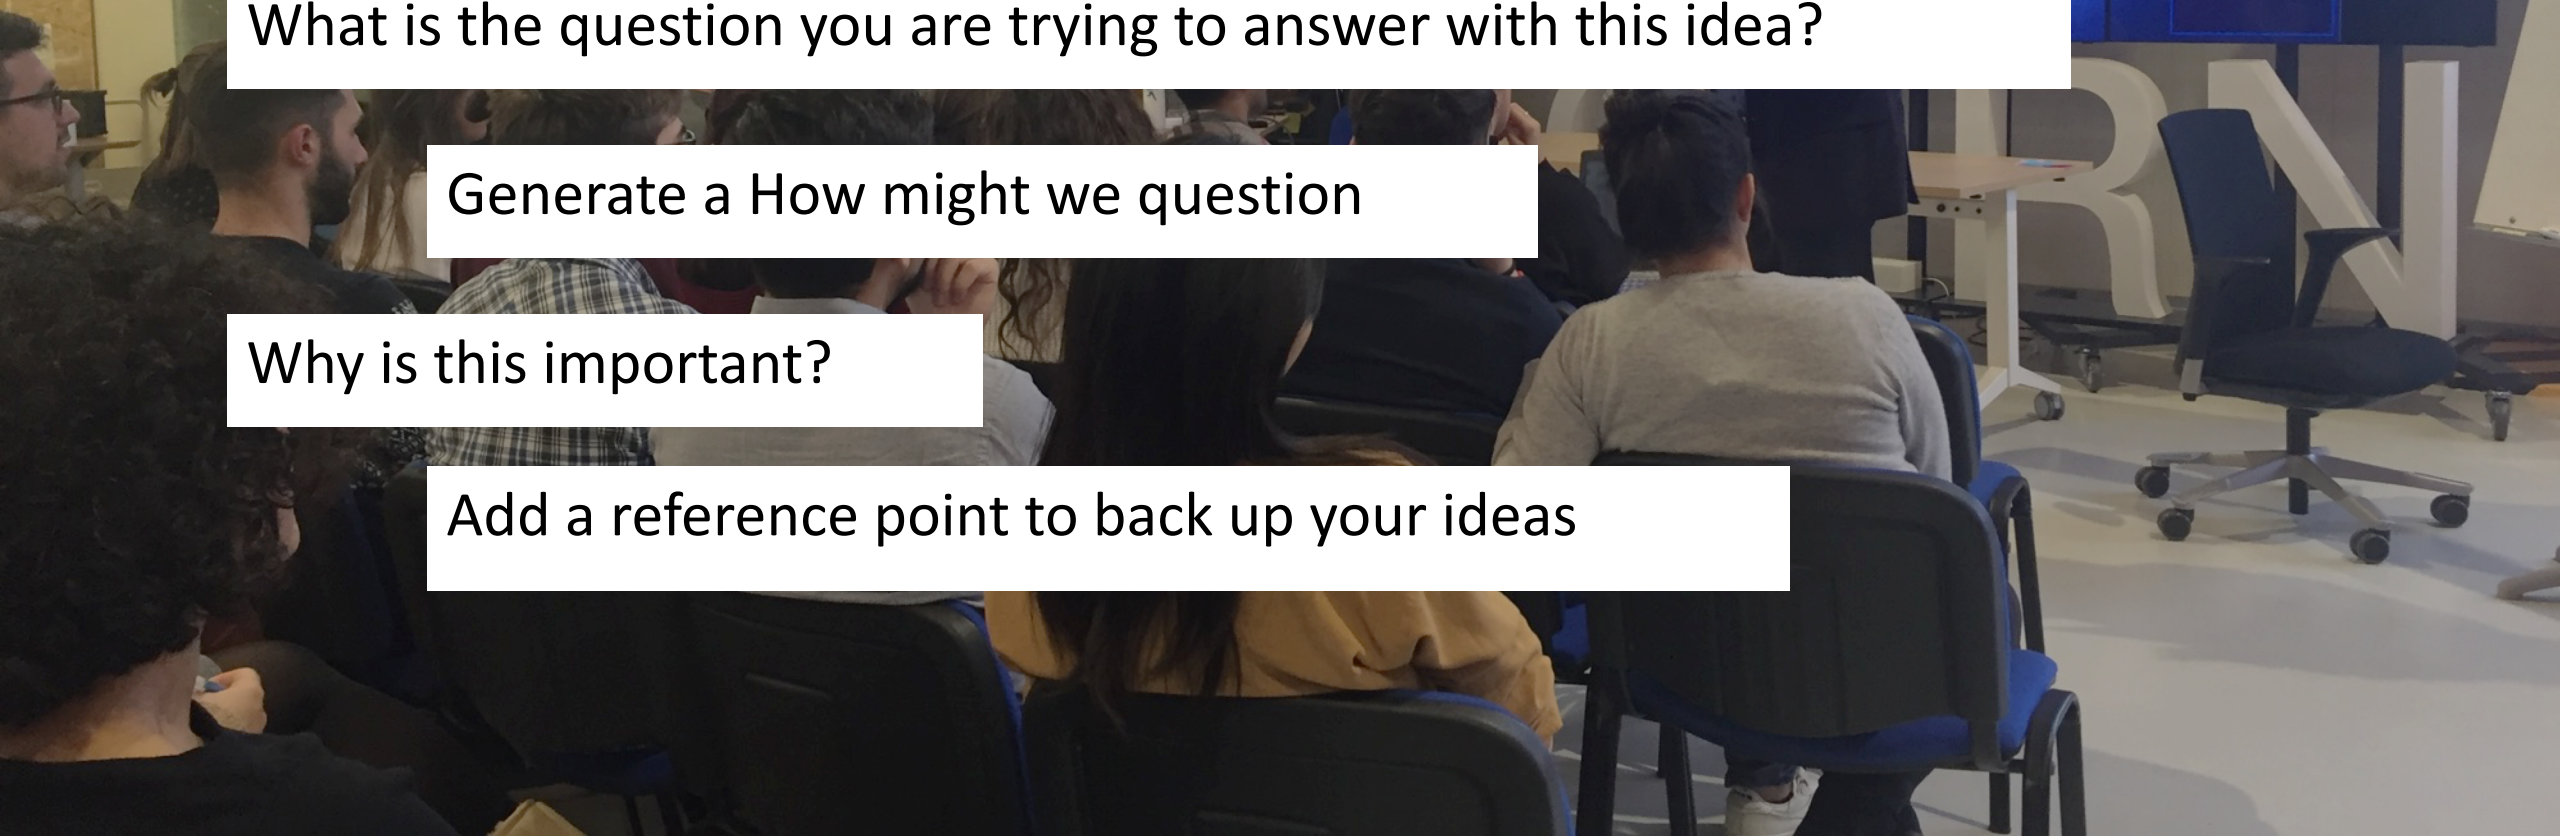 What is the question you are trying to answer with this idea?
RN
Generate a How might we question
Why is this important?
Add a reference point to back up your ideas